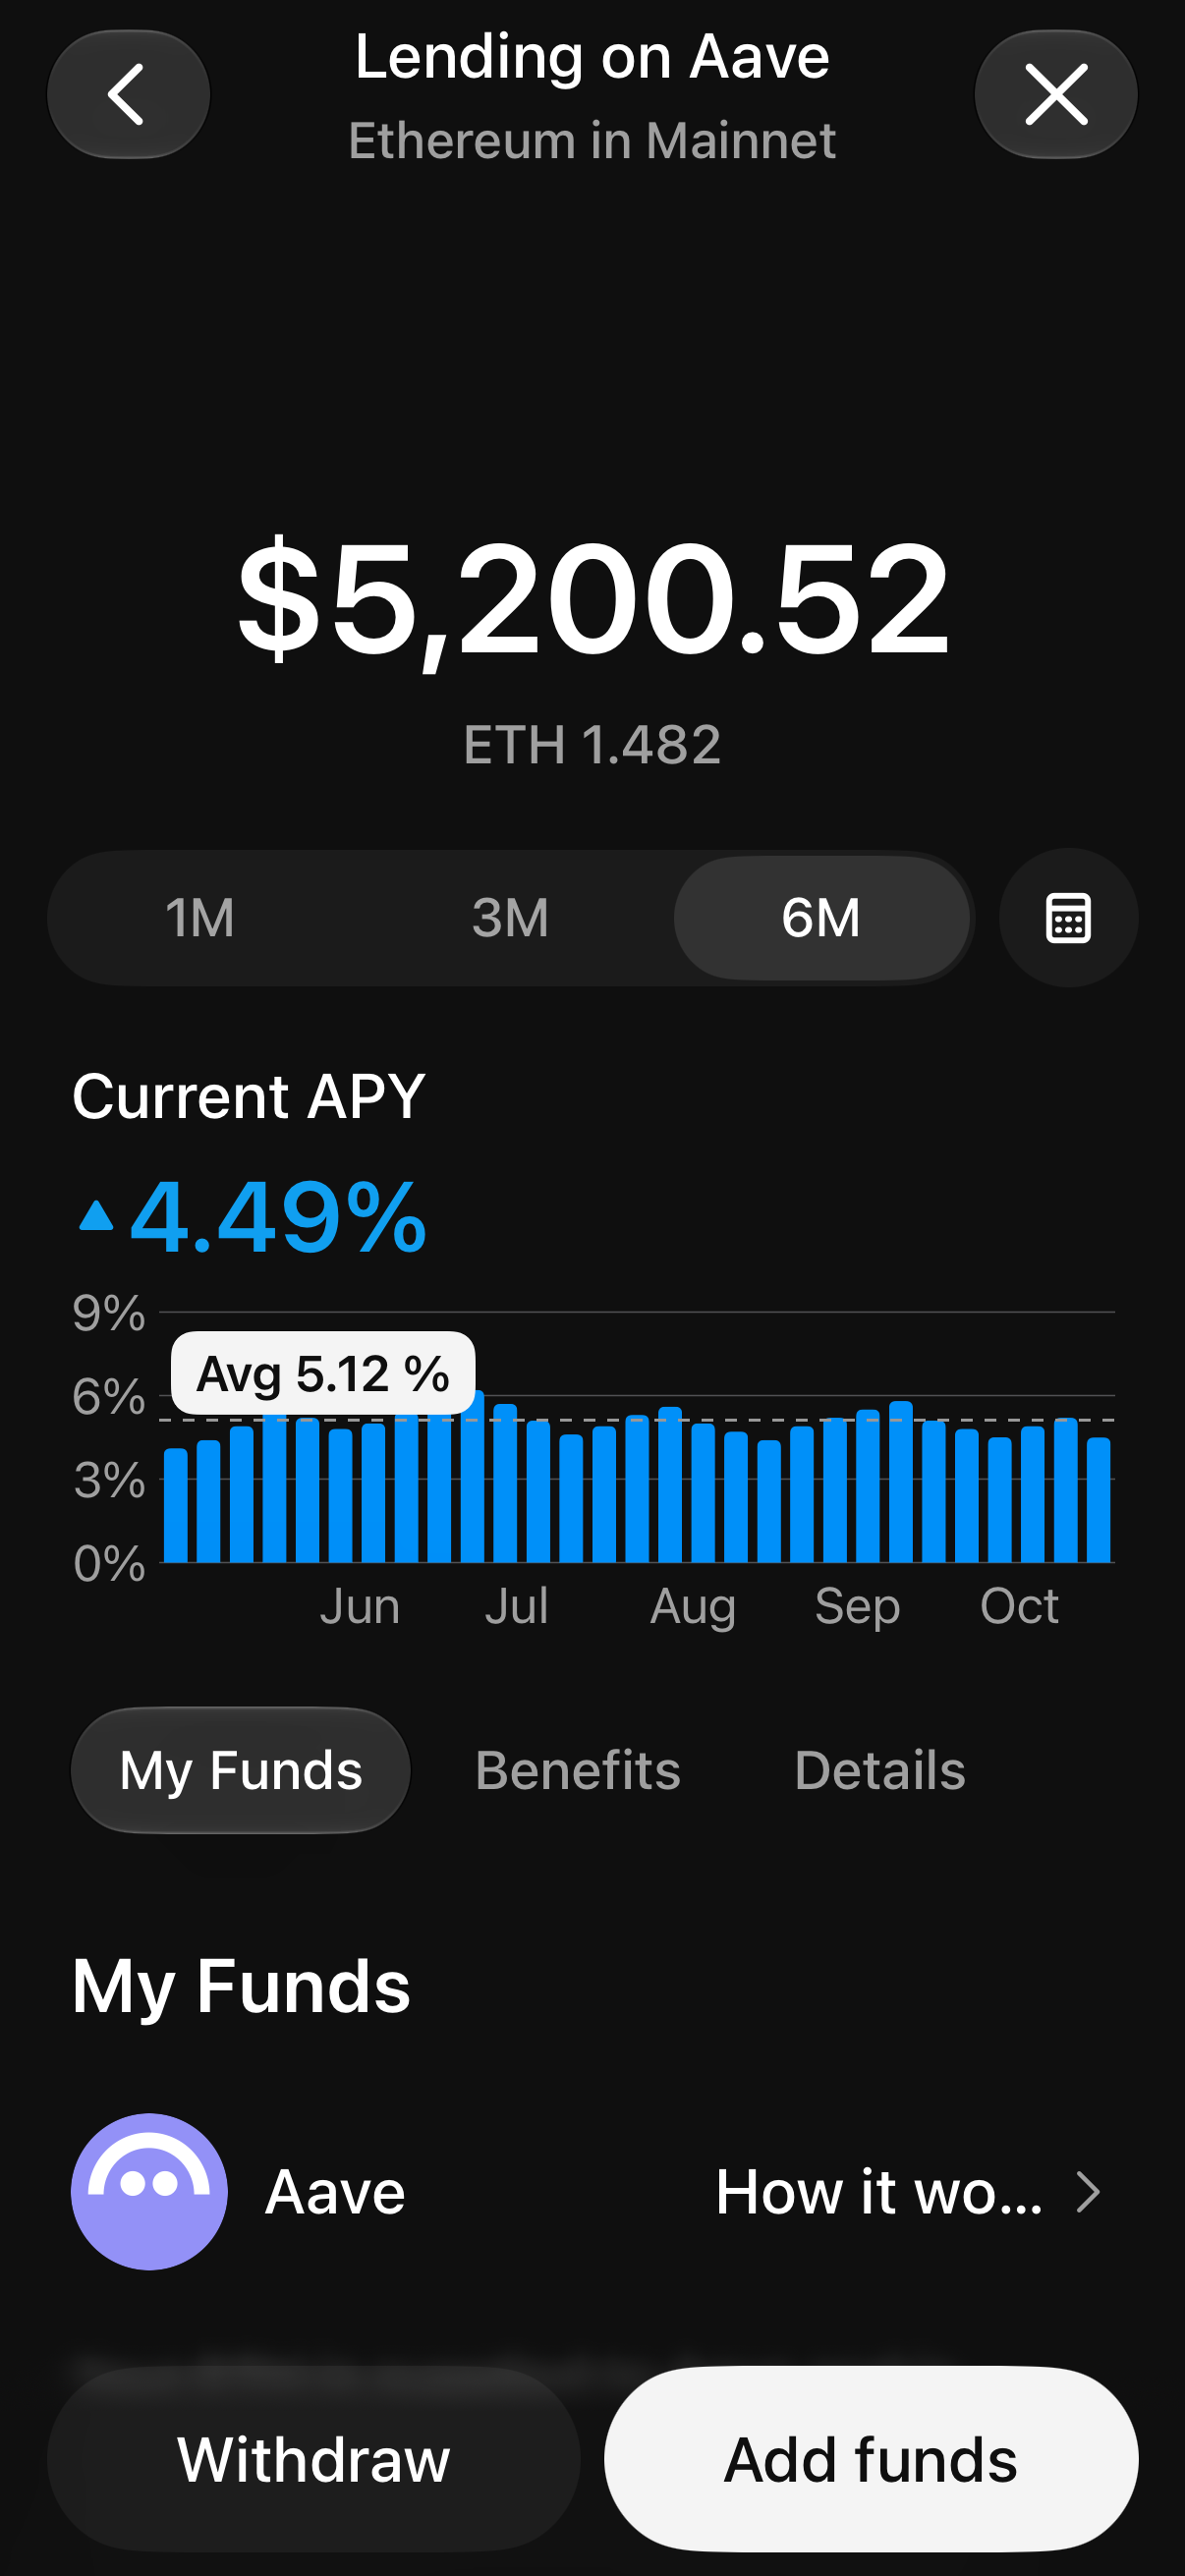 Lending on Aave
Ethereum in Mainnet
$5,200.52
ETH 1.482
1M 3M 6M
Current APY
4.49%
9%
Avg 5.12 %
6%
3%
0%
Jun Jul Aug Sep Oct
My Funds Benefits Details
My Funds
Aave How it wo...
Withdraw Add funds